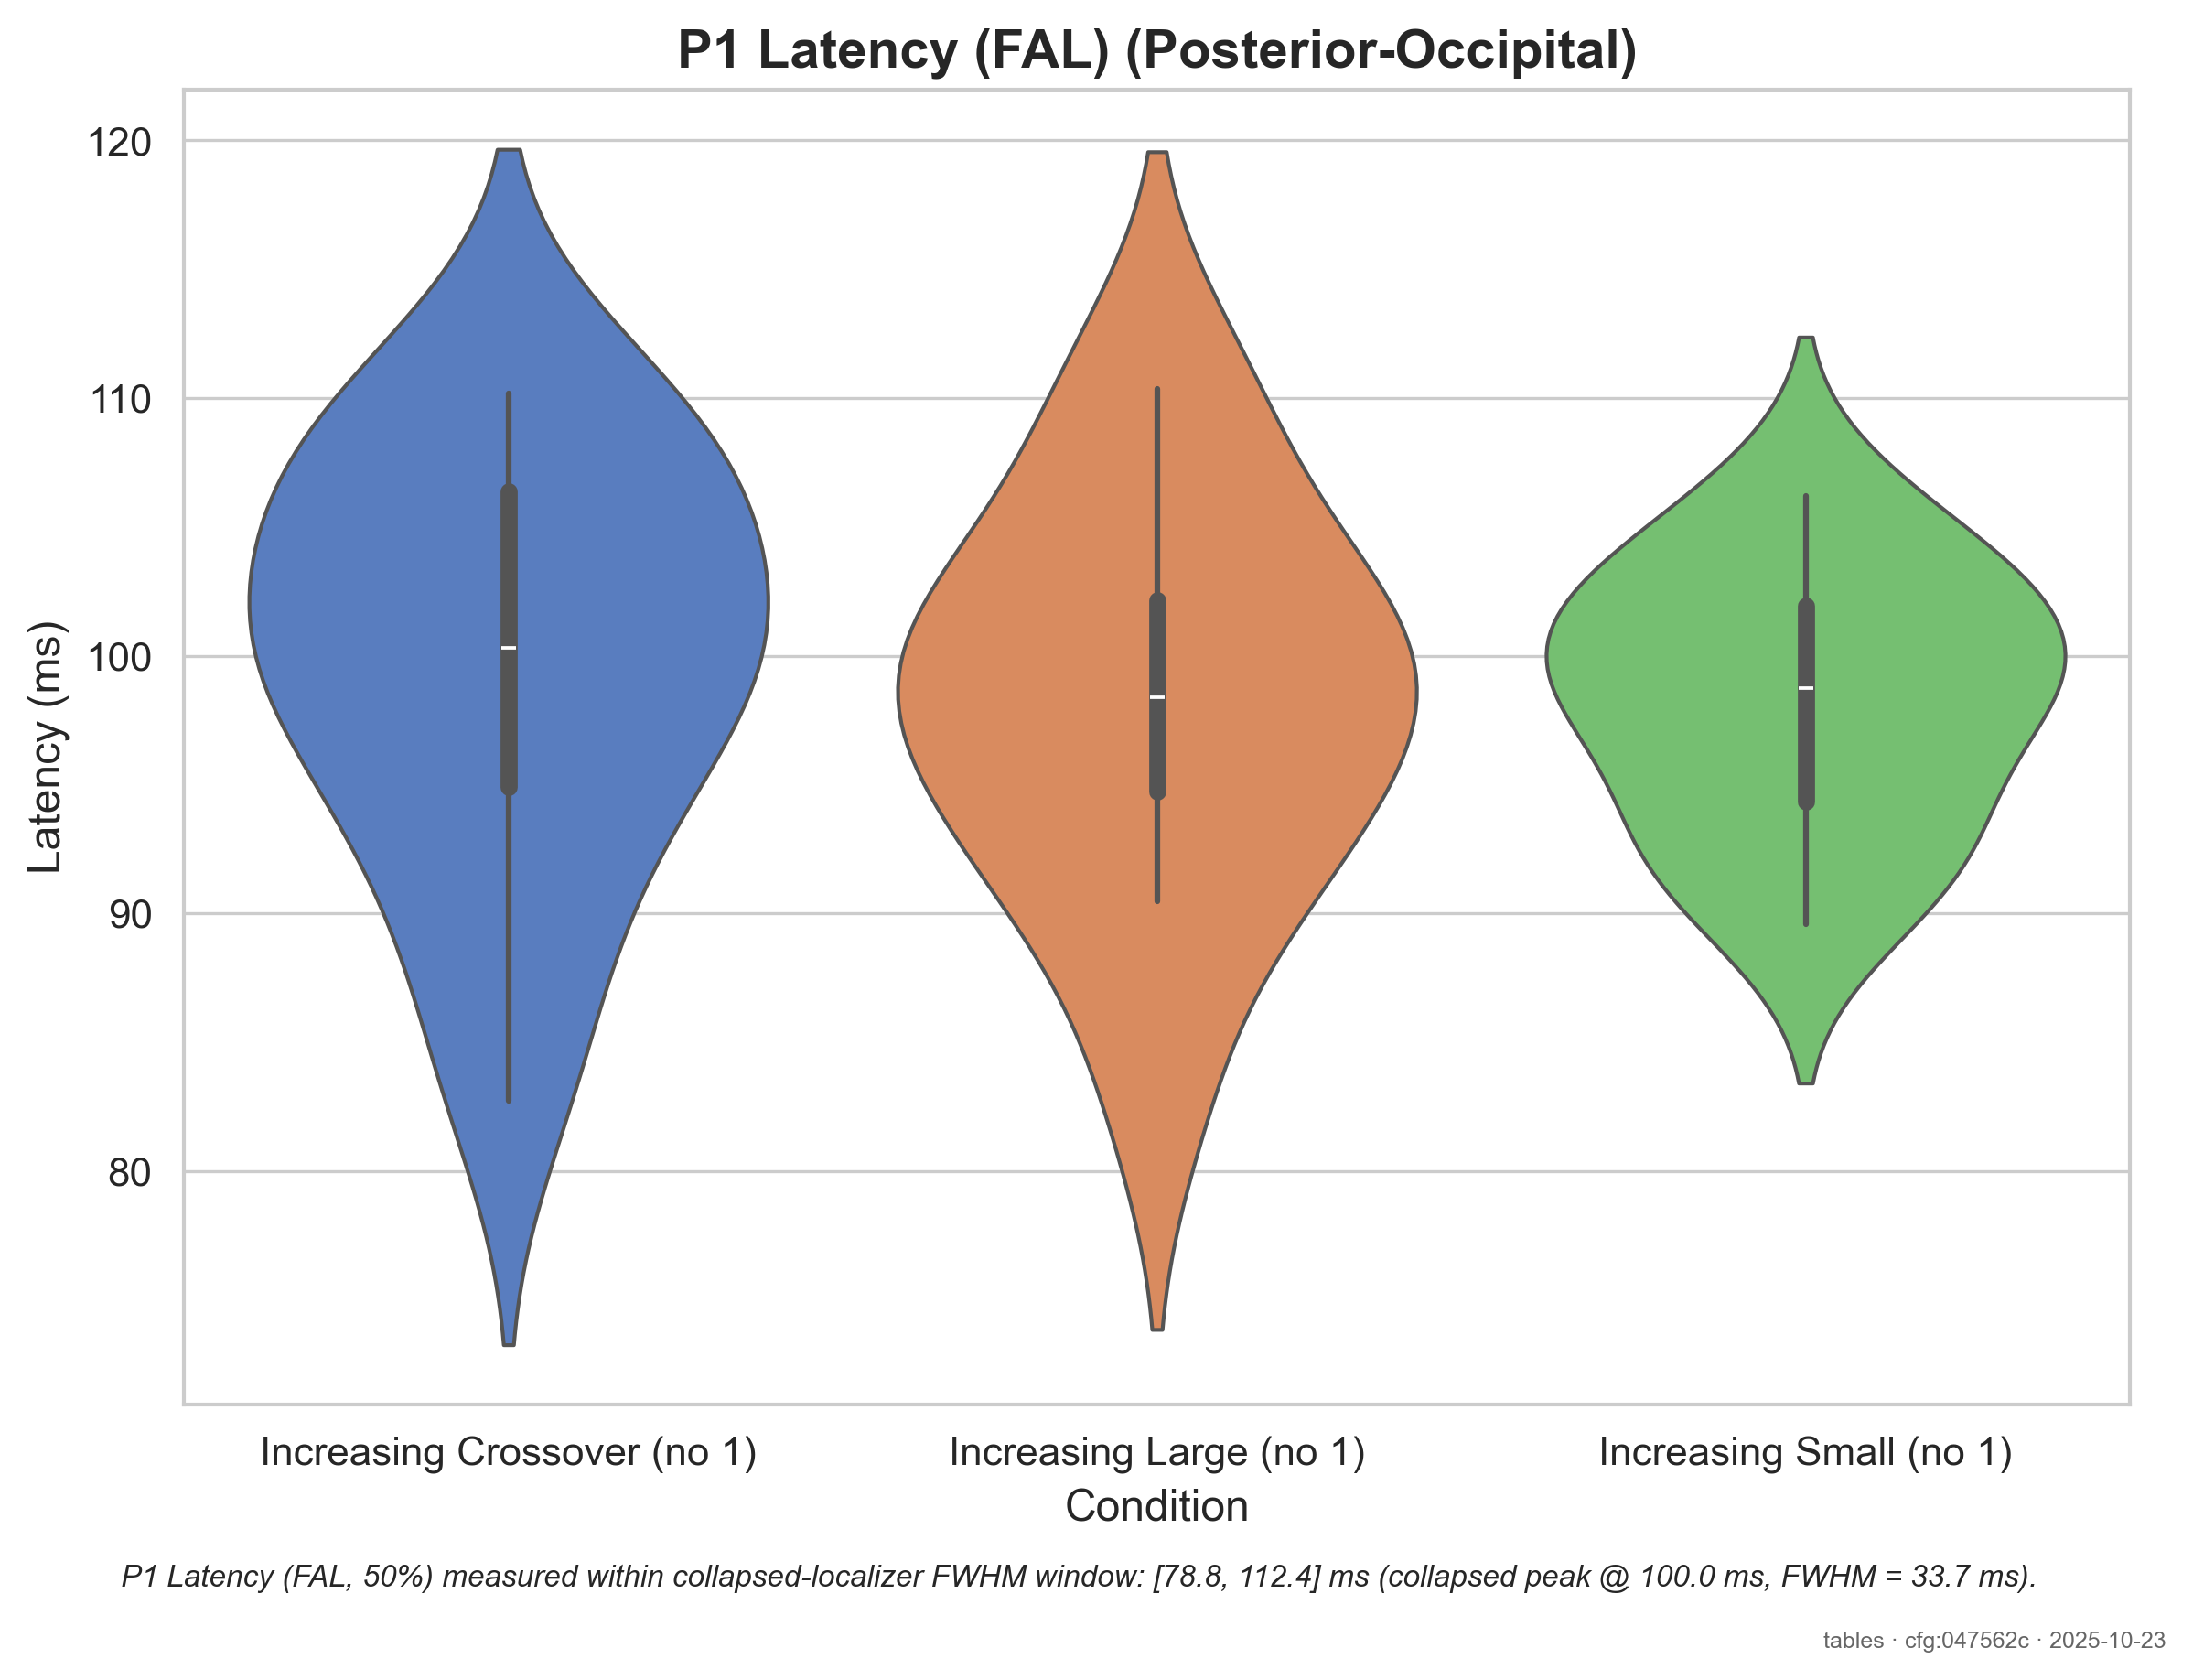 P1 Latency (FAL) (Posterior-Occipital)
120
110
100
90
80
Latency (ms)
Increasing Crossover (no 1)
Increasing Large (no 1)
Increasing Small (no 1)
Condition
P1 Latency (FAL, 50%) measured within collapsed-localizer FWHM window: [78.8, 112.4] ms (collapsed peak @ 100.0 ms, FWHM = 33.7 ms).
tables · cfg:047562c · 2025-10-23